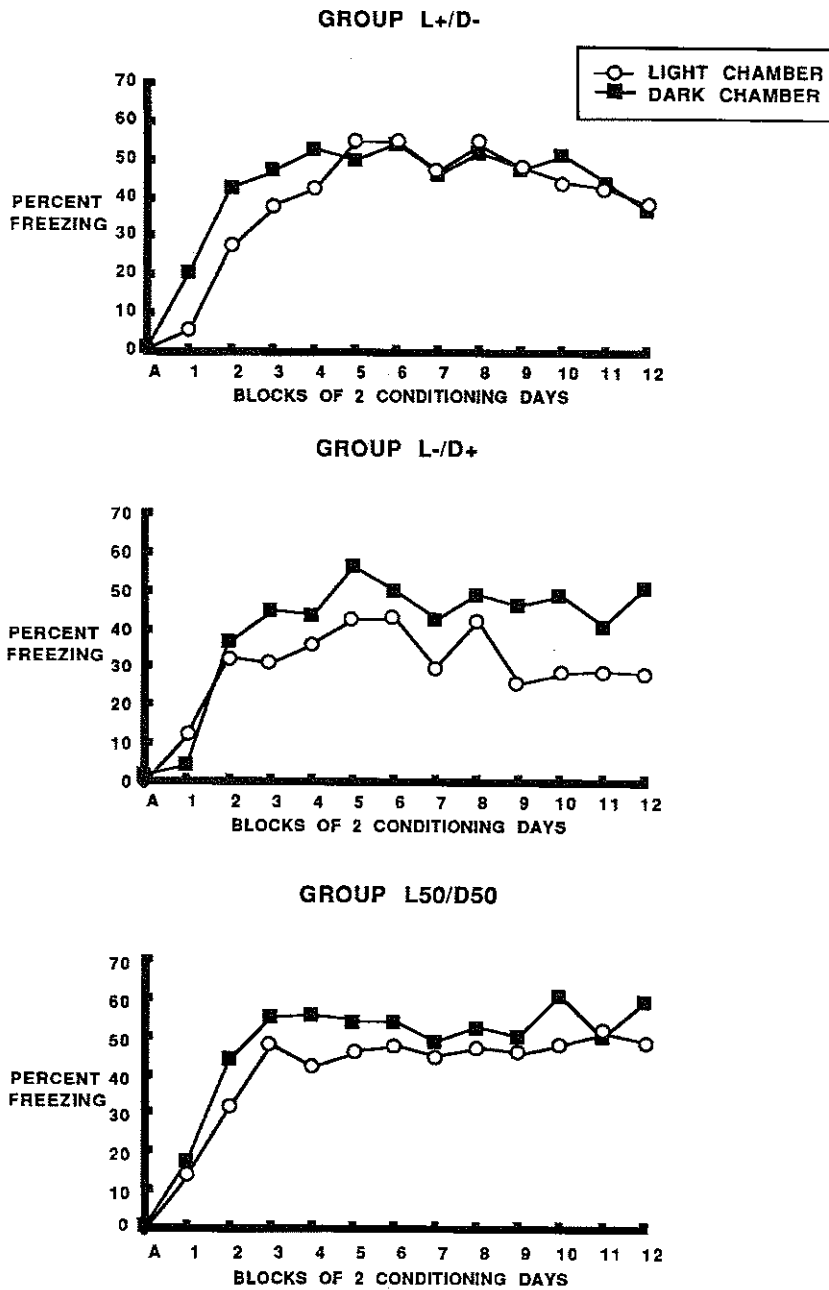 GROUP L+/D-
LIGHT CHAMBER
DARK CHAMBER
70
60
50
40
30
20
10
0
PERCENT
FREEZING
A 1 2 3 4 5 6 7 8 9 10 11 12
BLOCKS OF 2 CONDITIONING DAYS
GROUP L-/D+
70
60
50
40
30
20
10
0
PERCENT
FREEZING
A 1 2 3 4 5 6 7 8 9 10 11 12
BLOCKS OF 2 CONDITIONING DAYS
GROUP L50/D50
70
60
50
40
30
20
10
0
PERCENT
FREEZING
A 1 2 3 4 5 6 7 8 9 10 11 12
BLOCKS OF 2 CONDITIONING DAYS